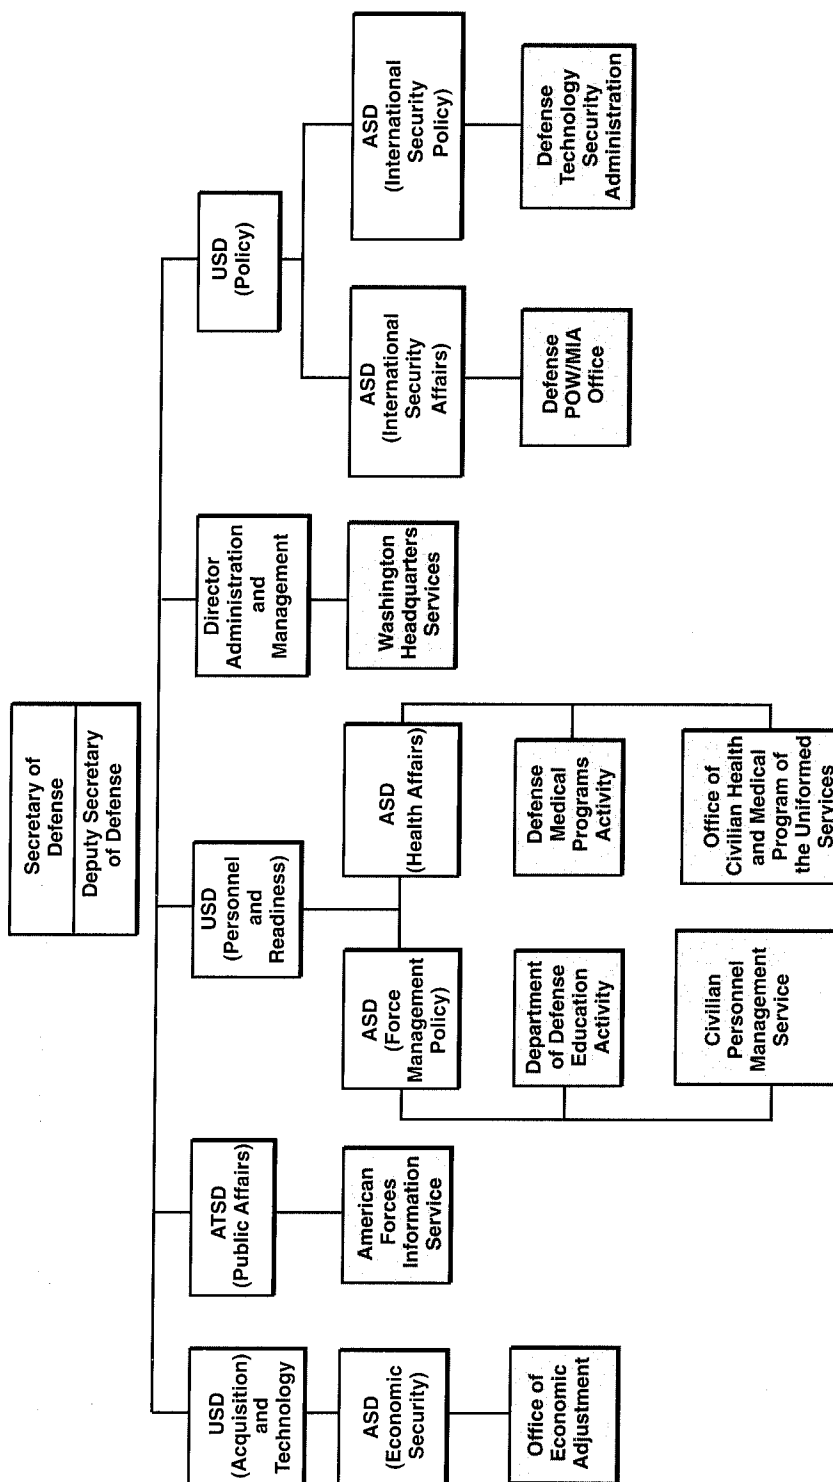 Secretary of
Defense
Deputy Secretary
of Defense
USD
(Acquisition)
and
Technology
ATSD
(Public Affairs)
USD
(Personnel
and
Readiness)
Director
Administration
and
Management
USD
(Policy)
ASD
(Economic
Security)
American
Forces
Information
Service
ASD
(Force
Management
Policy)
ASD
(Health Affairs)
Washington
Headquarters
Services
ASD
(International
Security
Affairs)
ASD
(International
Security
Policy)
Office of
Economic
Adjustment
Department
of Defense
Education
Activity
Defense
Medical
Programs
Activity
Defense
POW/MIA
Office
Defense
Technology
Security
Administration
Civilian
Personnel
Management
Service
Office of
Civilian Health
and Medical
Program of
the Uniformed
Services